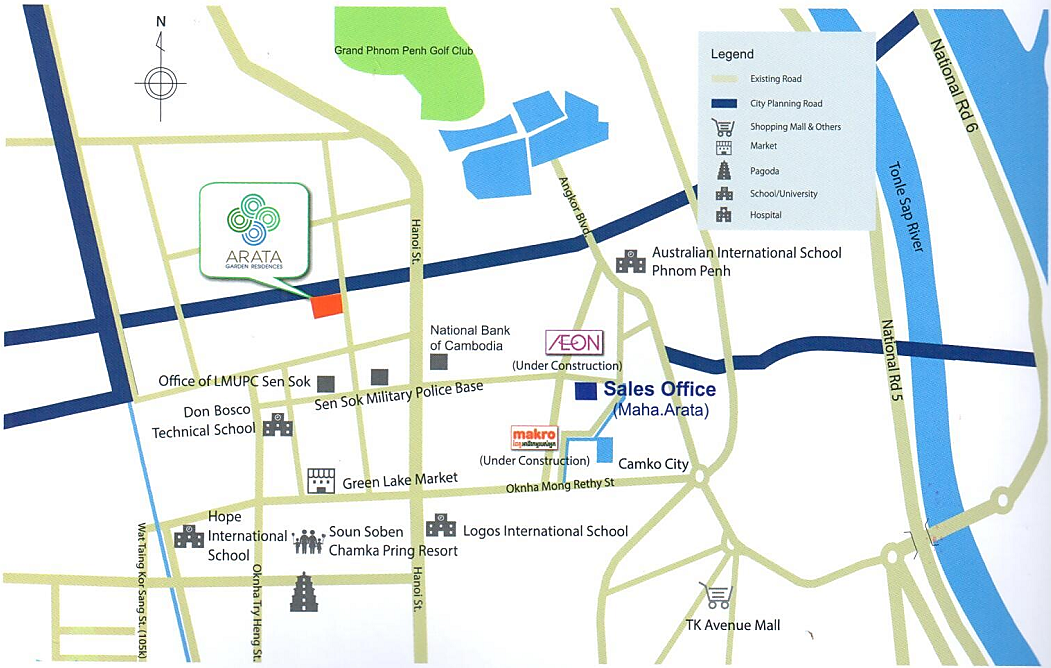 N
Grand Phnom Penh Golf Club
Legend
Existing Road
City Planning Road
Shopping Mall & Others
Market
Pagoda
School/University
Hospital
National Rd 6
Tonle Sap River
Angkor Blvd
ARATA
GARDEN RESIDENCES
Hanoi St.
Australian International School
Phnom Penh
National Bank
of Cambodia
ÆON
(Under Construction)
National Rd 5
Office of LMUPC Sen Sok
Sen Sok Military Police Base
Sales Office
(Maha.Arata)
Don Bosco
Technical School
makro
(Under Construction)
Camko City
Green Lake Market
Oknha Mong Rethy St
Hope
International
School
Soun Soben
Chamka Pring Resort
Logos International School
Wat Taing Kor Sang St. (105K)
Oknha Try Heng St.
Hanoi St.
TK Avenue Mall